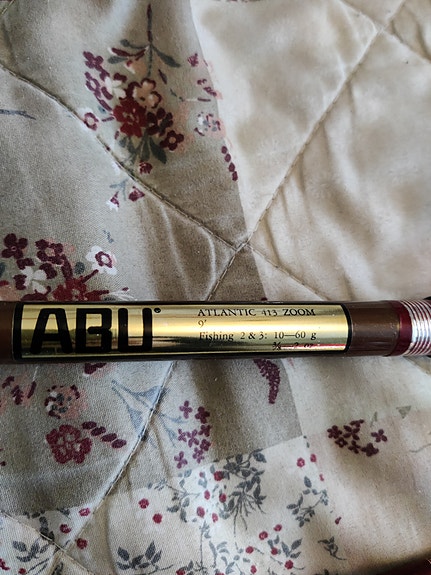 ABU®
ATLANTIC 413 ZOOM
9'
Fishing 2 & 3: 10—60 g